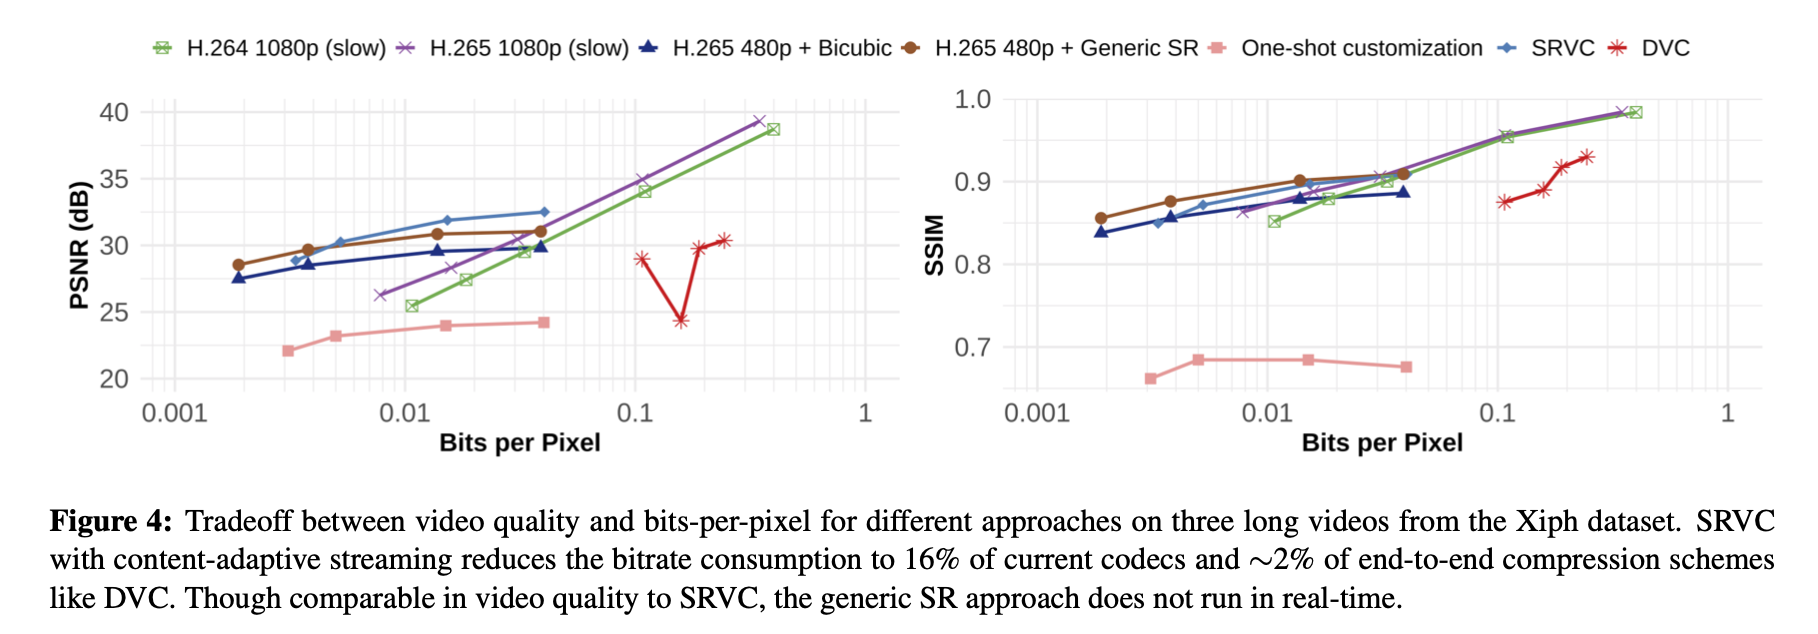 H.264 1080p (slow) H.265 1080p (slow) H.265 480p + Bicubic H.265 480p + Generic SR One-shot customization SRVC DVC
40
35
30
25
20
PSNR (dB)
0.001 0.01 0.1 1
Bits per Pixel
1.0
0.9
0.8
0.7
SSIM
0.001 0.01 0.1 1
Bits per Pixel
Figure 4: Tradeoff between video quality and bits-per-pixel for different approaches on three long videos from the Xiph dataset. SRVC
with content-adaptive streaming reduces the bitrate consumption to 16% of current codecs and ∼2% of end-to-end compression schemes
like DVC. Though comparable in video quality to SRVC, the generic SR approach does not run in real-time.